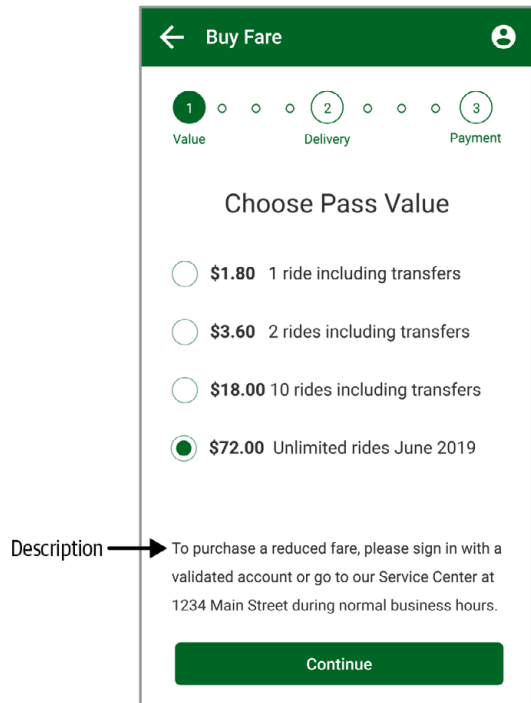 Buy Fare
1 2 3
Value Delivery Payment
Choose Pass Value
$1.80 1 ride including transfers
$3.60 2 rides including transfers
$18.00 10 rides including transfers
$72.00 Unlimited rides June 2019
Description
To purchase a reduced fare, please sign in with a
validated account or go to our Service Center at
1234 Main Street during normal business hours.
Continue